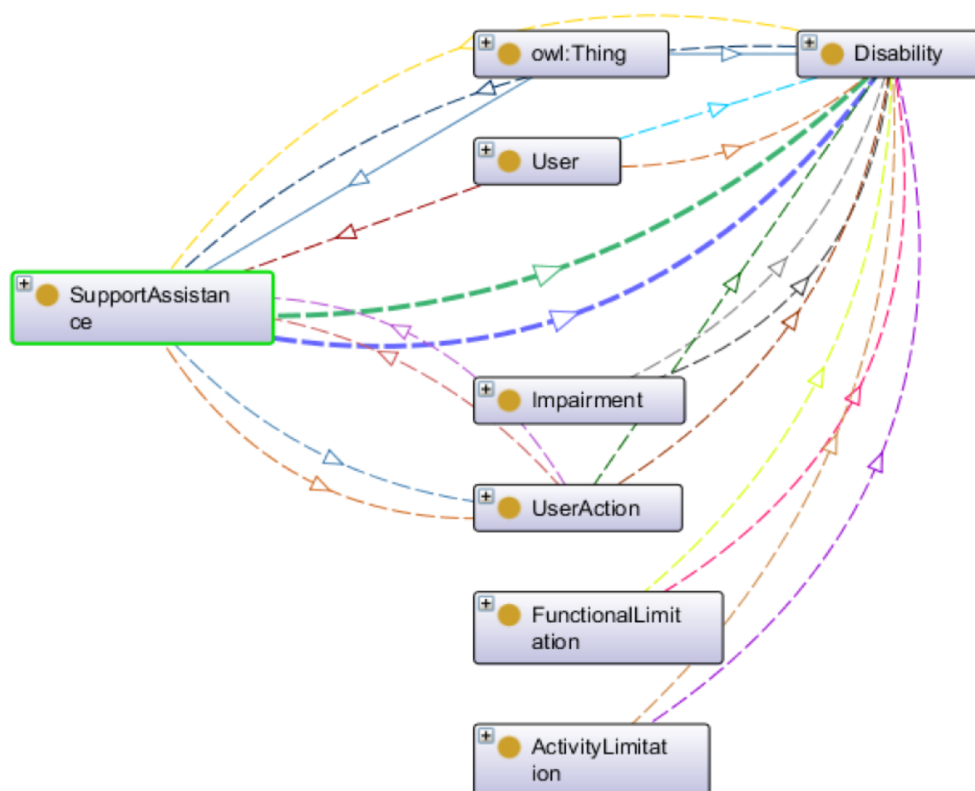 owl:Thing
Disability
User
SupportAssistan
ce
Impairment
UserAction
FunctionalLimit
ation
ActivityLimitat
ion